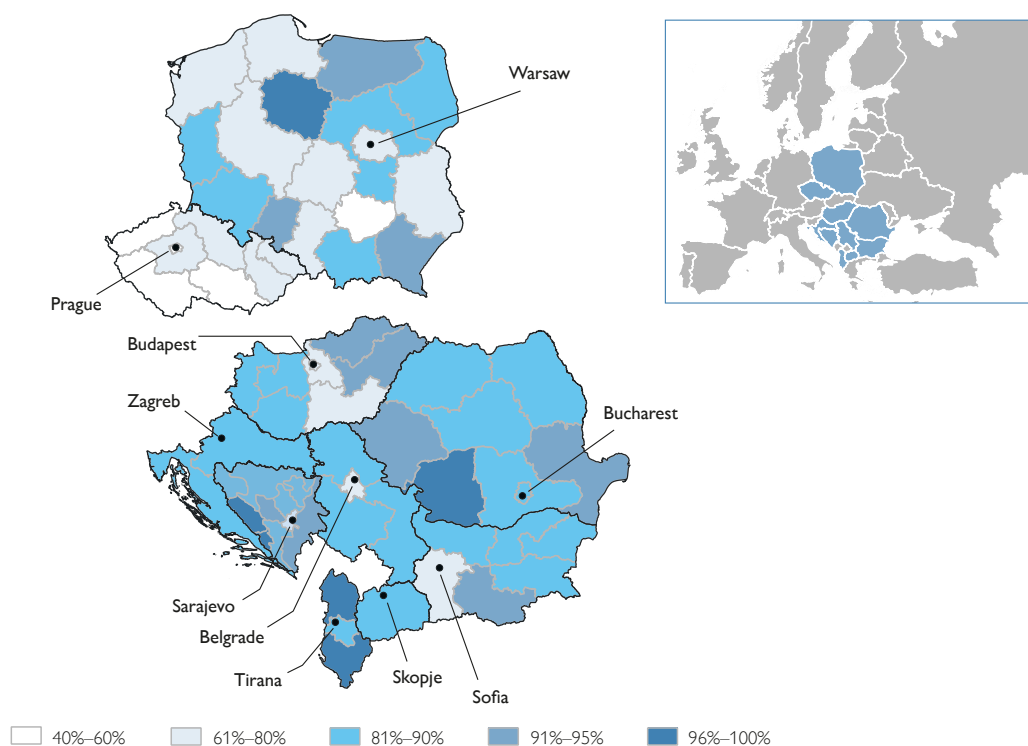 Warsaw
Prague
Budapest
Zagreb
Bucharest
Sarajevo
Belgrade
Tirana
Skopje
Sofia
40%–60%
61%–80%
81%–90%
91%–95%
96%–100%